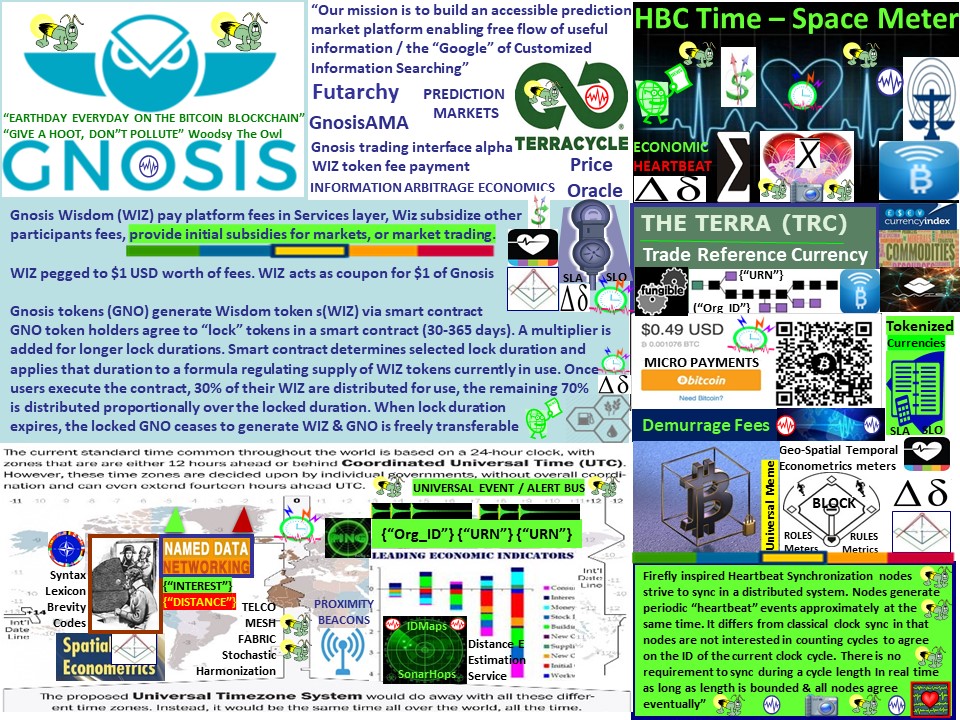 “Our mission is to build an accessible prediction
market platform enabling free flow of useful
information / the “Google” of Customized
Information Searching”
Futarchy
PREDICTION
MARKETS
GnosisAMA
Gnosis trading interface alpha
WIZ token fee payment
INFORMATION ARBITRAGE ECONOMICS
TERRACYCLE
Price
Oracle
“EARTHDAY EVERYDAY ON THE BITCOIN BLOCKCHAIN”
“GIVE A HOOT, DON”T POLLUTE” Woodsy The Owl
GNOSIS
HBC Time – Space Meter
ECONOMIC
HEARTBEAT
Δ δ
Σ
X
Gnosis Wisdom (WIZ) pay platform fees in Services layer, Wiz subsidize other
participants fees, provide initial subsidies for markets, or market trading.
WIZ pegged to $1 USD worth of fees. WIZ acts as coupon for $1 of Gnosis
SLA
SLO
Δδ
Gnosis tokens (GNO) generate Wisdom token s(WIZ) via smart contract
GNO token holders agree to “lock” tokens in a smart contract (30-365 days). A multiplier is
added for longer lock durations. Smart contract determines selected lock duration and
applies that duration to a formula regulating supply of WIZ tokens currently in use. Once
users execute the contract, 30% of their WIZ are distributed for use, the remaining 70%
is distributed proportionally over the locked duration. When lock duration
expires, the locked GNO ceases to generate WIZ & GNO is freely transferable
Δδ
THE TERRA (TRC)
Trade Reference Currency
currencyindex
COMMODITIES
fungible
{“URN”}
{“Org_ID”}
$0.49 USD
฿ 0.001076 BTC
MICRO PAYMENTS
bitcoin
Need Bitcoin?
Tokenized
Currencies
SLA
SLO
Demurrage Fees
Geo-Spatial Temporal
Econometrics meters
Universal Meme
BLOCK
ROLES
Meters
RULES
Metrics
Δ δ
The current standard time common throughout the world is based on a 24-hour clock, with
zones that are are either 12 hours ahead or behind Coordinated Universal Time (UTC).
However, these time zones are decided upon by individual governments, without overall coordi-
nation and can even extend fourteen hours ahead UTC.
UNIVERSAL EVENT / ALERT BUS
{“Org_ID”} {“URN”} {“URN”}
LEADING ECONOMIC INDICATORS
Int'l
Date
Line
Syntax
Lexicon
Brevity
Codes
NAMED DATA
NETWORKING
{“INTEREST”}
{“DISTANCE”}
TELCO
MESH
FABRIC
Stochastic
Harmonization
PROXIMITY
BEACONS
Spatial
Econometrics
IDMaps
SonarHops
Distance E
Estimation
Service
Int'l
Date
Line
The proposed Universal Timezone System would do away with all these differ-
ent time zones. Instead, it would be the same time all over the world, all the time.
Firefly inspired Heartbeat Synchronization nodes
strive to sync in a distributed system. Nodes generate
periodic “heartbeat” events approximately at the
same time. It differs from classical clock sync in that
nodes are not interested in counting cycles to agree
on the ID of the current clock cycle. There is no
requirement to sync during a cycle length In real time
as long as length is bounded & all nodes agree
eventually”